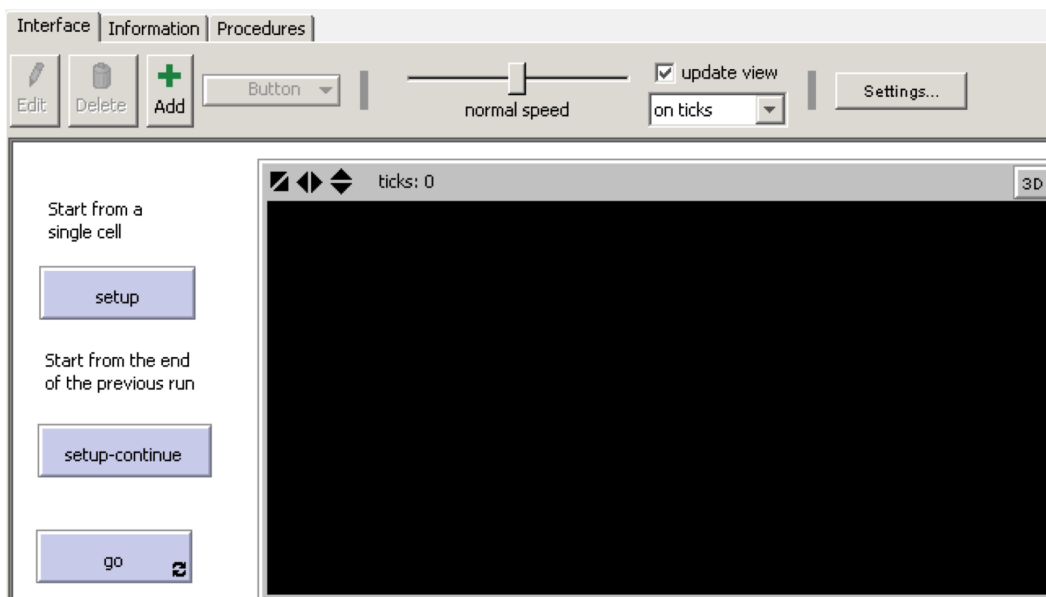 Interface Information Procedures
Edit Delete Add Button normal speed update view on ticks Settings...
ticks: 0 3D
Start from a
single cell
setup
Start from the end
of the previous run
setup-continue
go